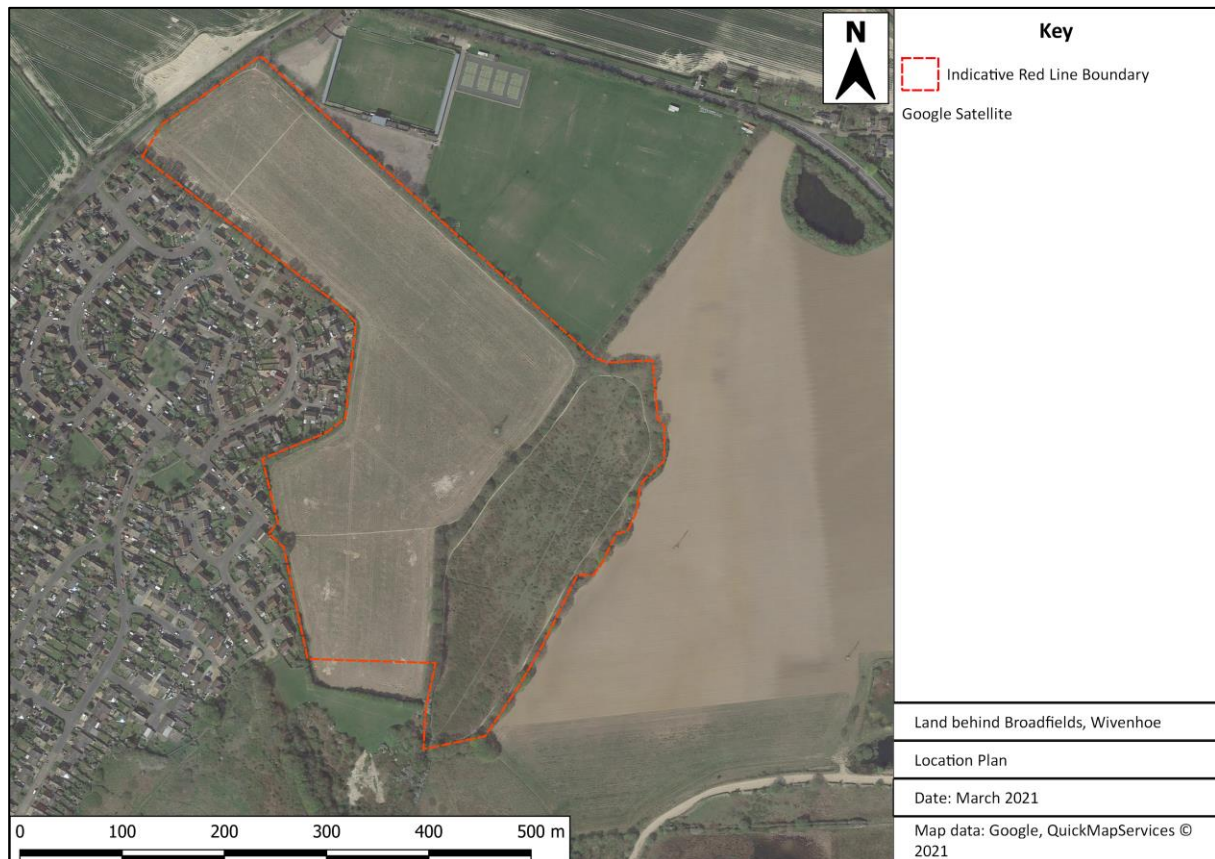 N
Key
Indicative Red Line Boundary
Google Satellite
Land behind Broadfields, Wivenhoe
Location Plan
Date: March 2021
Map data: Google, QuickMapServices ©
2021
0 100 200 300 400 500 m